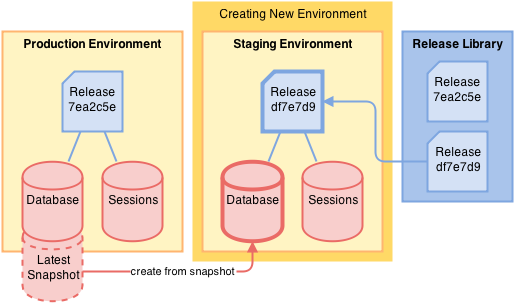 Creating New Environment
Production Environment
Staging Environment
Release Library
Release
7ea2c5e
Release
df7e7d9
Release
7ea2c5e
Release
df7e7d9
Database
Sessions
Database
Sessions
Latest
Snapshot
create from snapshot